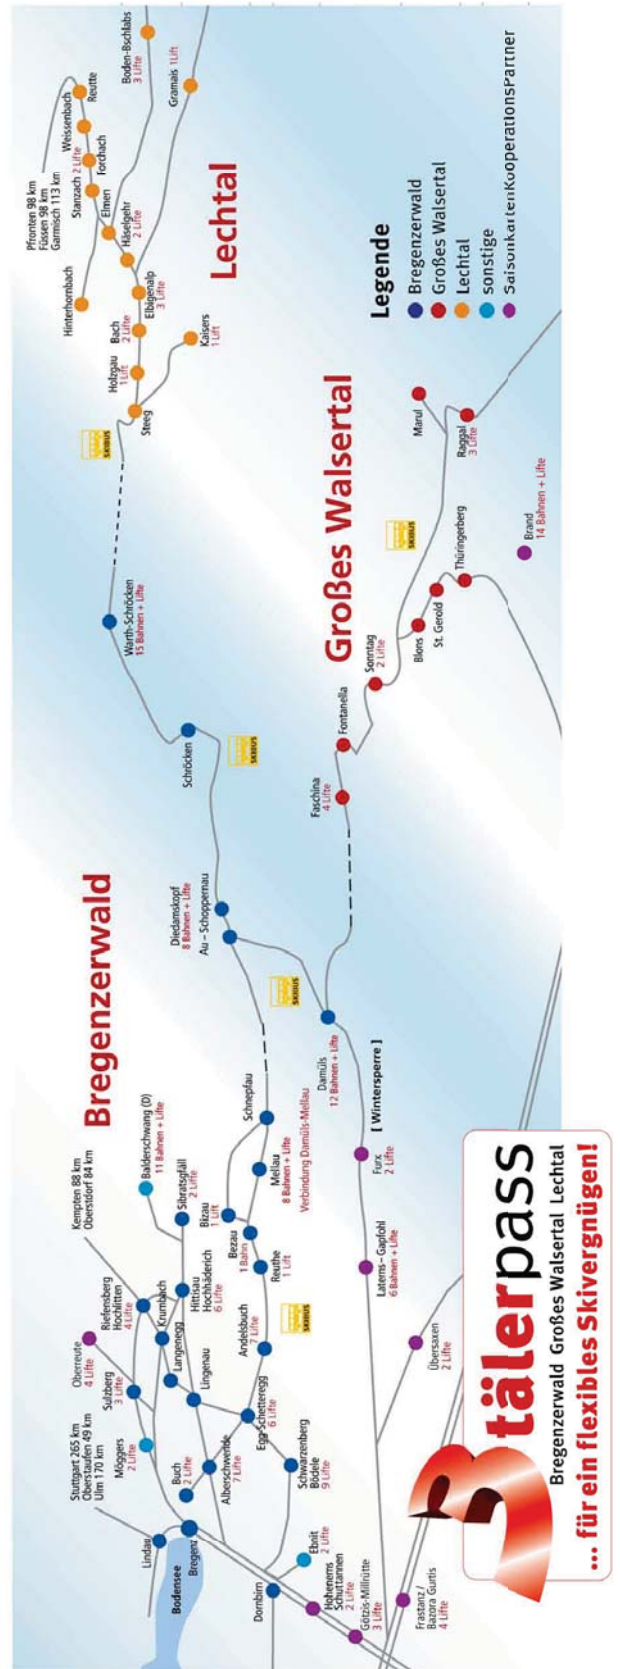 Bregenzerwald
Stuttgart 265 km
Oberstaufen 49 km
Ulm 170 km
Kempten 88 km
Oberstdorf 84 km
Lindau
Bodensee
Bregenz
Möggers
2 Lifte
Sulzberg
3 Lifte
Oberreute
4 Lifte
Riefensberg
Hochlitten
4 Lifte
Krumbach
Langenegg
Lingenau
Hittisau
Hochhäderich
6 Lifte
Balderschwang (D)
11 Bahnen + Lifte
Sibratsgfäll
2 Lifte
Buch
2 Lifte
Alberschwende
7 Lifte
Egg-Schetteregg
6 Lifte
Schwarzenberg
Bödele
9 Lifte
Andelsbuch
7 Lifte
Reuthe
1 Lift
Bezau
1 Bahn
Bizau
1 Lift
Mellau
8 Bahnen + Lifte
Verbindung Damüls-Mellau
Schnepfau
SKIBUS
Dornbirn
Ebnit
2 Lifte
Hohenems
Schuttannen
2 Lifte
Götzis-Millrütte
3 Lifte
Frastanz /
Bazora Gurtis
4 Lifte
Übersaxen
2 Lifte
Laterns – Gapfohl
6 Bahnen + Lifte
Furx
2 Lifte
[ Wintersperre ]
Damüls
12 Bahnen + Lifte
SKIBUS
Diedamskopf
8 Bahnen + Lifte
Au – Schoppernau
Schröcken
SKIBUS
Warth-Schröcken
15 Bahnen + Lifte
Großes Walsertal
Faschina
4 Lifte
Fontanella
Sonntag
2 Lifte
Blons
St. Gerold
Thüringerberg
SKIBUS
Marul
Raggal
3 Lifte
Brand
14 Bahnen + Lifte
Lechtal
SKIBUS
Steeg
Holzgau
1 Lift
Kaisers
1 Lift
Bach
2 Lifte
Elbigenalp
3 Lifte
Hinterhornbach
Häselgehr
2 Lifte
Elmen
Stanzach 2 Lifte
Forchach
Weissenbach
Reutte
Pfronten 98 km
Füssen 98 km
Garmisch 113 km
Boden-Bschlabs
3 Lifte
Gramais 1 Lift
Legende
Bregenzerwald
Großes Walsertal
Lechtal
sonstige
SaisonkartenKooperationsPartner
3tälerpass
Bregenzerwald Großes Walsertal Lechtal
... für ein flexibles Skivergnügen!